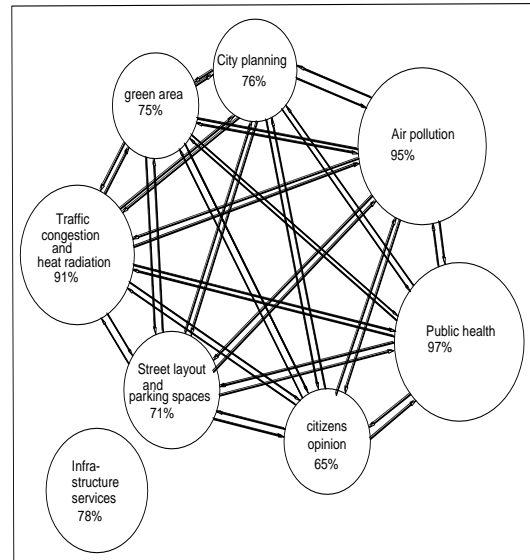 City planning
76%
green area
75%
Air pollution
95%
Traffic
congestion
and
heat radiation
91%
Public health
97%
Street layout
and
parking spaces
71%
citizens
opinion
65%
Infra-
structure
services
78%